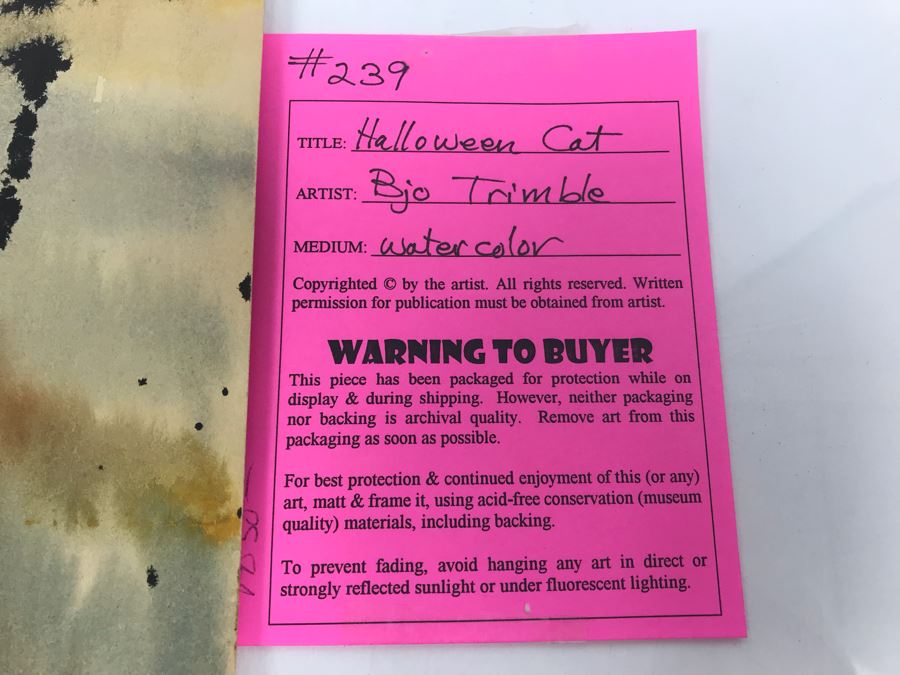 #239
TITLE: Halloween Cat
ARTIST: Bjo Trimble
MEDIUM: watercolor
Copyrighted © by the artist. All rights reserved. Written
permission for publication must be obtained from artist.
WARNING TO BUYER
This piece has been packaged for protection while on
display & during shipping. However, neither packaging
nor backing is archival quality. Remove art from this
packaging as soon as possible.
For best protection & continued enjoyment of this (or any)
art, matt & frame it, using acid-free conservation (museum
quality) materials, including backing.
To prevent fading, avoid hanging any art in direct or
strongly reflected sunlight or under fluorescent lighting.